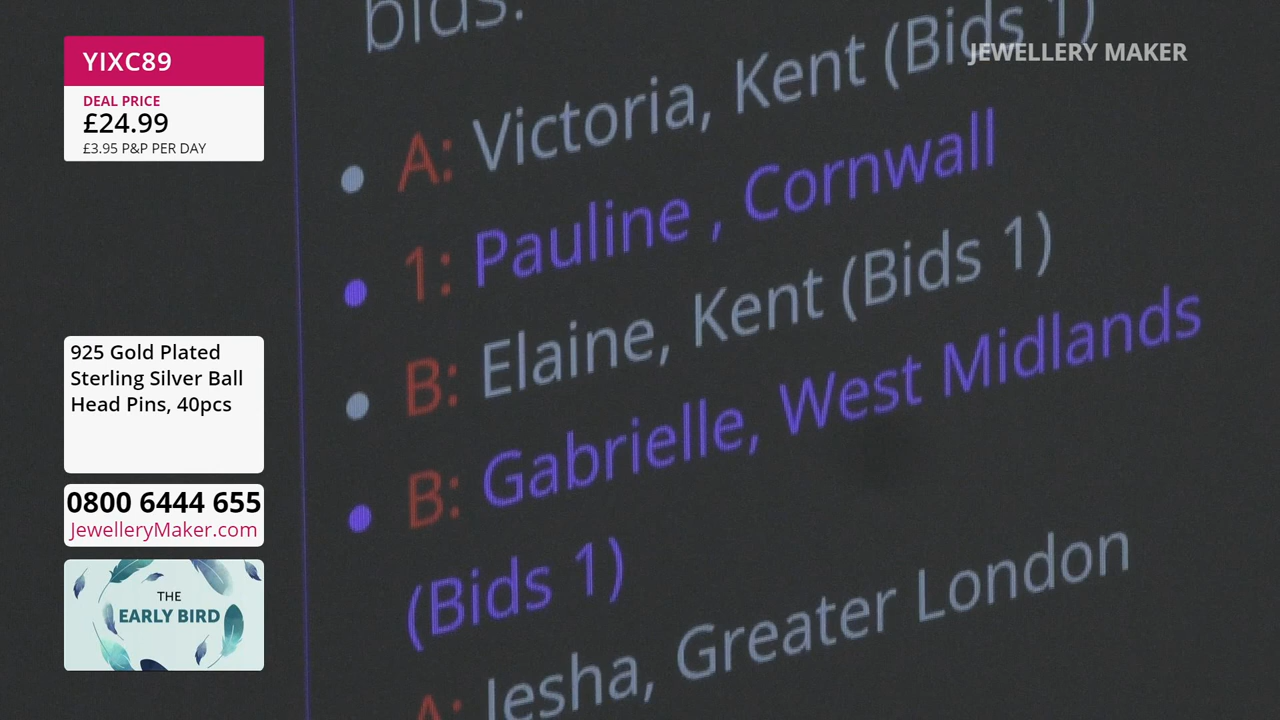 YIXC89
DEAL PRICE
£24.99
£3.95 P&P PER DAY
925 Gold Plated
Sterling Silver Ball
Head Pins, 40pcs
0800 6444 655
JewelleryMaker.com
THE
EARLY BIRD
JEWELLERY MAKER
bids.
A: Victoria, Kent (Bids 1)
1: Pauline , Cornwall
B: Elaine, Kent (Bids 1)
B: Gabrielle, West Midlands
(Bids 1)
A: Iesha, Greater London